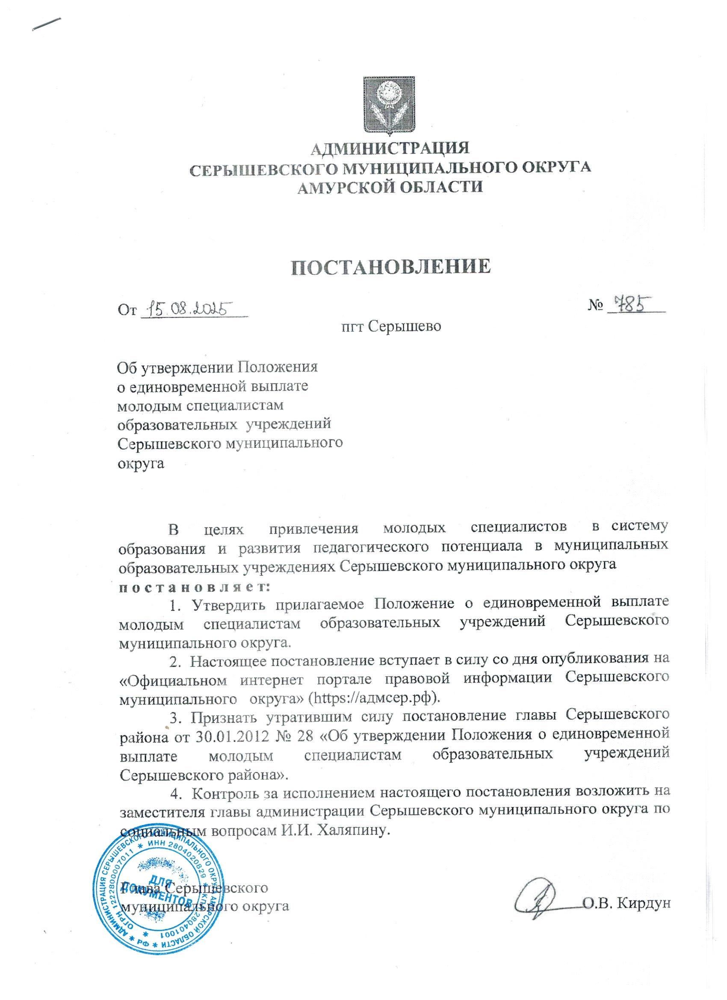 АДМИНИСТРАЦИЯ
СЕРЫШЕВСКОГО МУНИЦИПАЛЬНОГО ОКРУГА
АМУРСКОЙ ОБЛАСТИ
ПОСТАНОВЛЕНИЕ
От 15.08.2025 № 785
пгт Серышево
Об утверждении Положения
о единовременной выплате
молодым специалистам
образовательных учреждений
Серышевского муниципального
округа
В целях привлечения молодых специалистов в систему
образования и развития педагогического потенциала в муниципальных
образовательных учреждениях Серышевского муниципального округа
п о с т а н о в л я е т:
1. Утвердить прилагаемое Положение о единовременной выплате
молодым специалистам образовательных учреждений Серышевского
муниципального округа.
2. Настоящее постановление вступает в силу со дня опубликования на
«Официальном интернет портале правовой информации Серышевского
муниципального округа» (https://адмсер.рф).
3. Признать утратившим силу постановление главы Серышевского
района от 30.01.2012 № 28 «Об утверждении Положения о единовременной
выплате молодым специалистам образовательных учреждений
Серышевского района».
4. Контроль за исполнением настоящего постановления возложить на
заместителя главы администрации Серышевского муниципального округа по
социальным вопросам И.И. Халяпину.
Глава Серышевского
муниципального округа О.В. Кирдун
АДМИНИСТРАЦИЯ СЕРЫШЕВСКОГО МУНИЦИПАЛЬНОГО ОКРУГА АМУРСКОЙ ОБЛАСТИ * РФ *
ОГРН 1222800007011 * ИНН 2804020829 * КПП 280401001 *
ДЛЯ
ДОКУМЕНТОВ